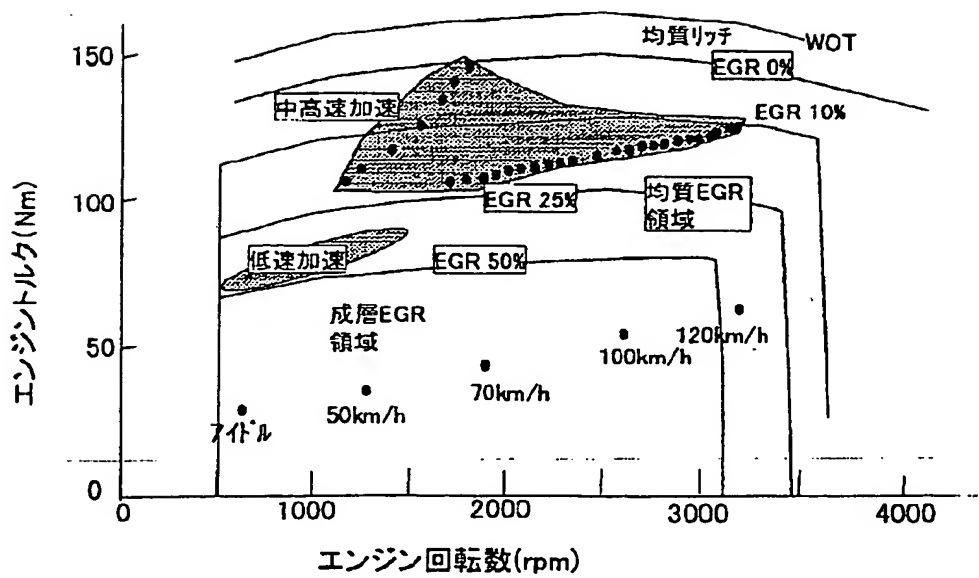 均質リッチ
WOT
150
EGR 0%
中高速加速
EGR 10%
100
EGR 25%
均質EGR
領域
低速加速
EGR 50%
成層EGR
領域
50
120km/h
100km/h
70km/h
50km/h
アイドル
0
0
1000
2000
3000
4000
エンジントルク(Nm)
エンジン回転数(rpm)